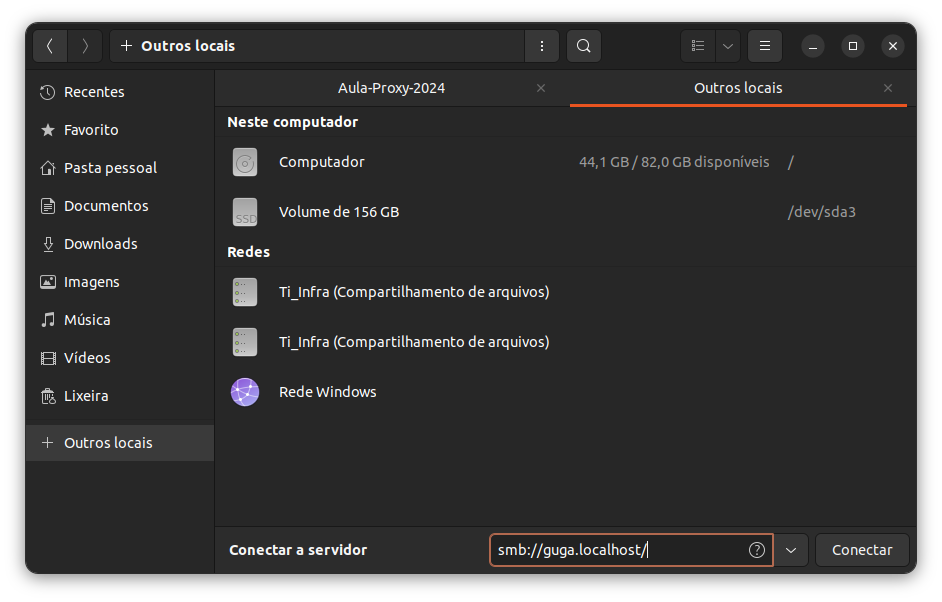 Outros locais
Recentes
Favorito
Pasta pessoal
Documentos
Downloads
Imagens
Música
Vídeos
Lixeira
Outros locais
Aula-Proxy-2024
Outros locais
Neste computador
Computador 44,1 GB / 82,0 GB disponíveis /
SSD Volume de 156 GB /dev/sda3
Redes
Ti_Infra (Compartilhamento de arquivos)
Ti_Infra (Compartilhamento de arquivos)
Rede Windows
Conectar a servidor smb://guga.localhost/ Conectar